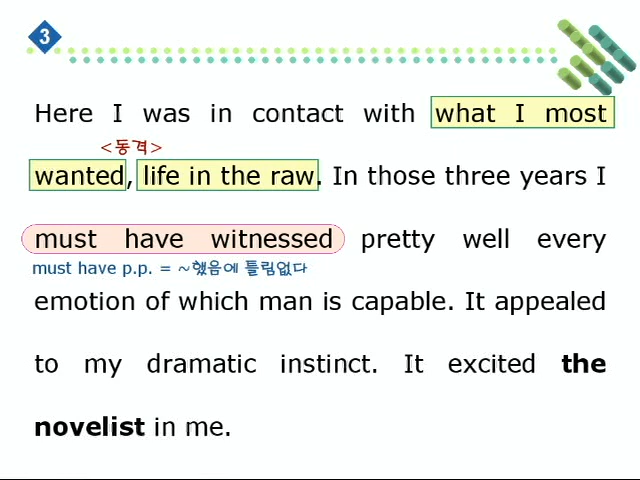 3
Here I was in contact with what I most
<동격>
wanted, life in the raw. In those three years I
must have witnessed pretty well every
must have p.p. = ~했음에 틀림없다
emotion of which man is capable. It appealed
to my dramatic instinct. It excited the
novelist in me.